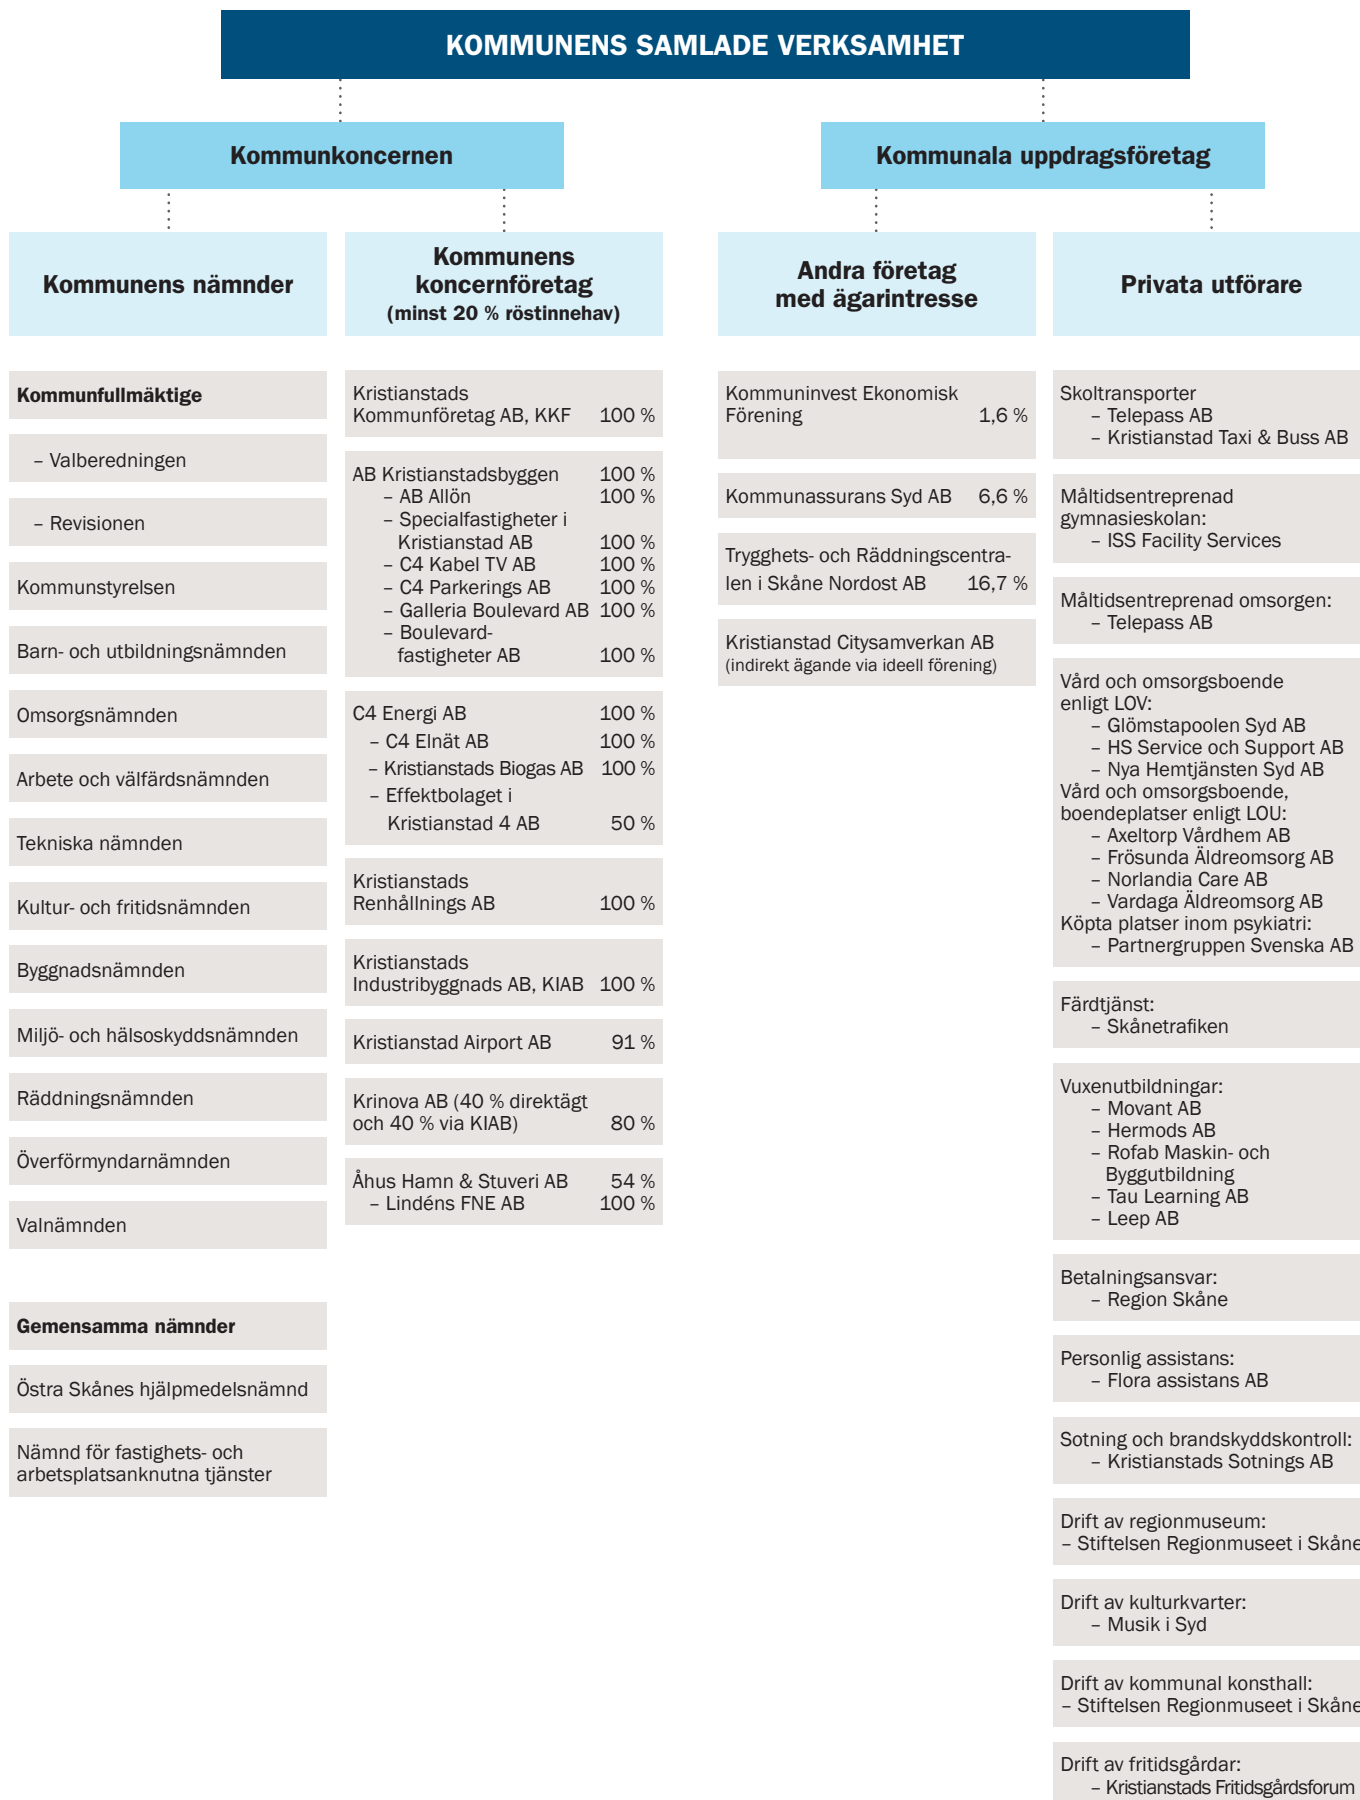 KOMMUNENS SAMLADE VERKSAMHET
Kommunkoncernen
Kommunala uppdragsföretag
Kommunens nämnder
Kommunens
koncernföretag
(minst 20 % röstinnehav)
Andra företag
med ägarintresse
Privata utförare
Kommunfullmäktige
– Valberedningen
– Revisionen
Kommunstyrelsen
Barn- och utbildningsnämnden
Omsorgsnämnden
Arbete och välfärdsnämnden
Tekniska nämnden
Kultur- och fritidsnämnden
Byggnadsnämnden
Miljö- och hälsoskyddsnämnden
Räddningsnämnden
Överförmyndarnämnden
Valnämnden
Gemensamma nämnder
Östra Skånes hjälpmedelsnämnd
Nämnd för fastighets- och
arbetsplatsanknutna tjänster
Kristianstads
Kommunföretag AB, KKF 100 %
AB Kristianstadsbyggen 100 %
– AB Allön 100 %
– Specialfastigheter i
Kristianstad AB 100 %
– C4 Kabel TV AB 100 %
– C4 Parkerings AB 100 %
– Galleria Boulevard AB 100 %
– Boulevard-
fastigheter AB 100 %
C4 Energi AB 100 %
– C4 Elnät AB 100 %
– Kristianstads Biogas AB 100 %
– Effektbolaget i
Kristianstad 4 AB 50 %
Kristianstads
Renhållnings AB 100 %
Kristianstads
Industribyggnads AB, KIAB 100 %
Kristianstad Airport AB 91 %
Krinova AB (40 % direktägt
och 40 % via KIAB) 80 %
Åhus Hamn & Stuveri AB 54 %
– Lindéns FNE AB 100 %
Kommuninvest Ekonomisk
Förening 1,6 %
Kommunassurans Syd AB 6,6 %
Trygghets- och Räddningscentra-
len i Skåne Nordost AB 16,7 %
Kristianstad Citysamverkan AB
(indirekt ägande via ideell förening)
Skoltransporter
– Telepass AB
– Kristianstad Taxi & Buss AB
Måltidsentreprenad
gymnasieskolan:
– ISS Facility Services
Måltidsentreprenad omsorgen:
– Telepass AB
Vård och omsorgsboende
enligt LOV:
– Glömstapoolen Syd AB
– HS Service och Support AB
– Nya Hemtjänsten Syd AB
Vård och omsorgsboende,
boendeplatser enligt LOU:
– Axeltorp Vårdhem AB
– Frösunda Äldreomsorg AB
– Norlandia Care AB
– Vardaga Äldreomsorg AB
Köpta platser inom psykiatri:
– Partnergruppen Svenska AB
Färdtjänst:
– Skånetrafiken
Vuxenutbildningar:
– Movant AB
– Hermods AB
– Rofab Maskin- och
Byggutbildning
– Tau Learning AB
– Leep AB
Betalningsansvar:
– Region Skåne
Personlig assistans:
– Flora assistans AB
Sotning och brandskyddskontroll:
– Kristianstads Sotnings AB
Drift av regionmuseum:
– Stiftelsen Regionmuseet i Skåne
Drift av kulturkvarter:
– Musik i Syd
Drift av kommunal konsthall:
– Stiftelsen Regionmuseet i Skåne
Drift av fritidsgårdar:
– Kristianstads Fritidsgårdsforum